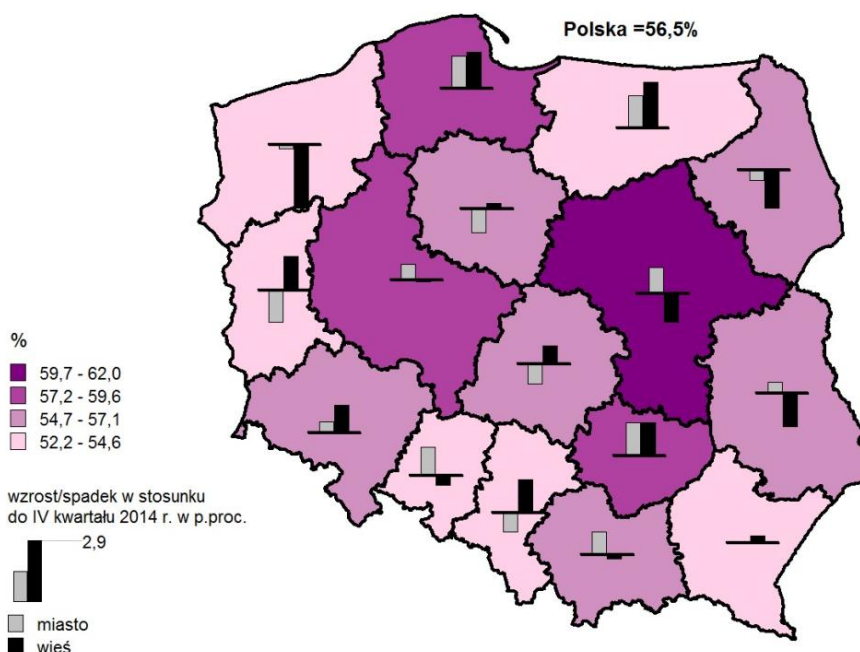 Polska =56,5%
%
59,7 - 62,0
57,2 - 59,6
54,7 - 57,1
52,2 - 54,6
wzrost/spadek w stosunku
do IV kwartału 2014 r. w p.proc.
2,9
miasto
wieś